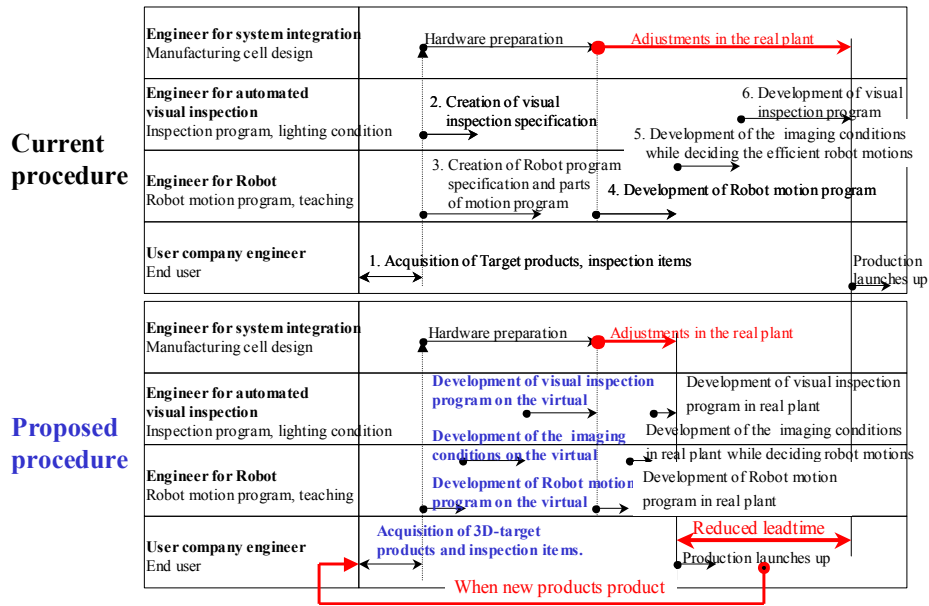 Current
procedure
Engineer for system integration
Manufacturing cell design
Hardware preparation
Adjustments in the real plant
Engineer for automated
visual inspection
Inspection program, lighting condition
2. Creation of visual
inspection specification
6. Development of visual
inspection program
5. Development of the imaging conditions
while deciding the efficient robot motions
Engineer for Robot
Robot motion program, teaching
3. Creation of Robot program
specification and parts
of motion program
4. Development of Robot motion program
User company engineer
End user
1. Acquisition of Target products, inspection items
Production
launches up
Proposed
procedure
Engineer for system integration
Manufacturing cell design
Hardware preparation
Adjustments in the real plant
Engineer for automated
visual inspection
Inspection program, lighting condition
Development of visual inspection
program on the virtual
Development of visual inspection
program in real plant
Development of the imaging
conditions on the virtual
Development of the imaging conditions
in real plant while deciding robot motions
Engineer for Robot
Robot motion program, teaching
Development of Robot motion
program on the virtual
Development of Robot motion
program in real plant
User company engineer
End user
Acquisition of 3D-target
products and inspection items.
Reduced leadtime
Production launches up
When new products product